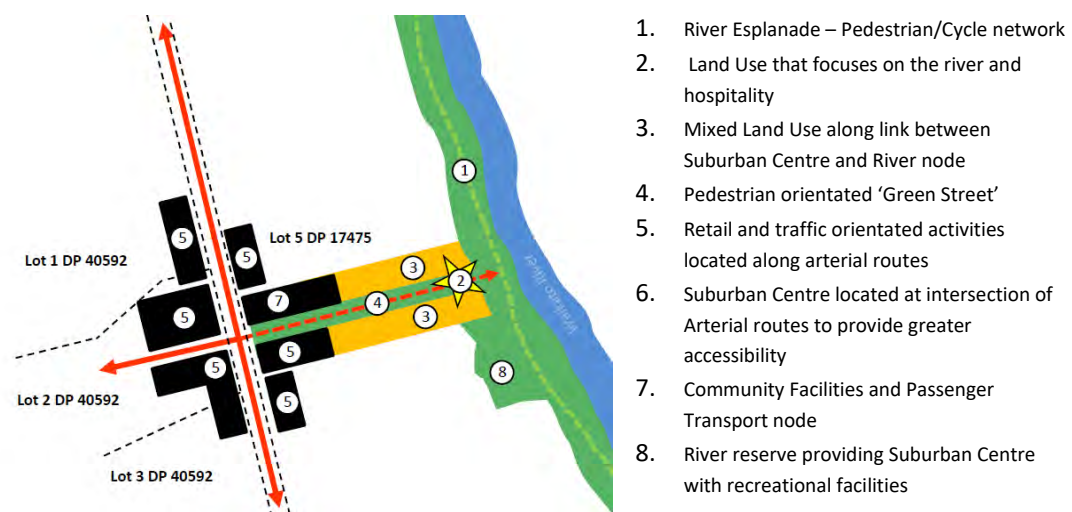 1. River Esplanade – Pedestrian/Cycle network
2. Land Use that focuses on the river and
hospitality
3. Mixed Land Use along link between
Suburban Centre and River node
4. Pedestrian orientated ‘Green Street’
5. Retail and traffic orientated activities
located along arterial routes
6. Suburban Centre located at intersection of
Arterial routes to provide greater
accessibility
7. Community Facilities and Passenger
Transport node
8. River reserve providing Suburban Centre
with recreational facilities
1
5
5
Lot 5 DP 17475
Lot 1 DP 40592
3
2
Waikato River
7
4
5
3
5
5
8
Lot 2 DP 40592
5
Lot 3 DP 40592